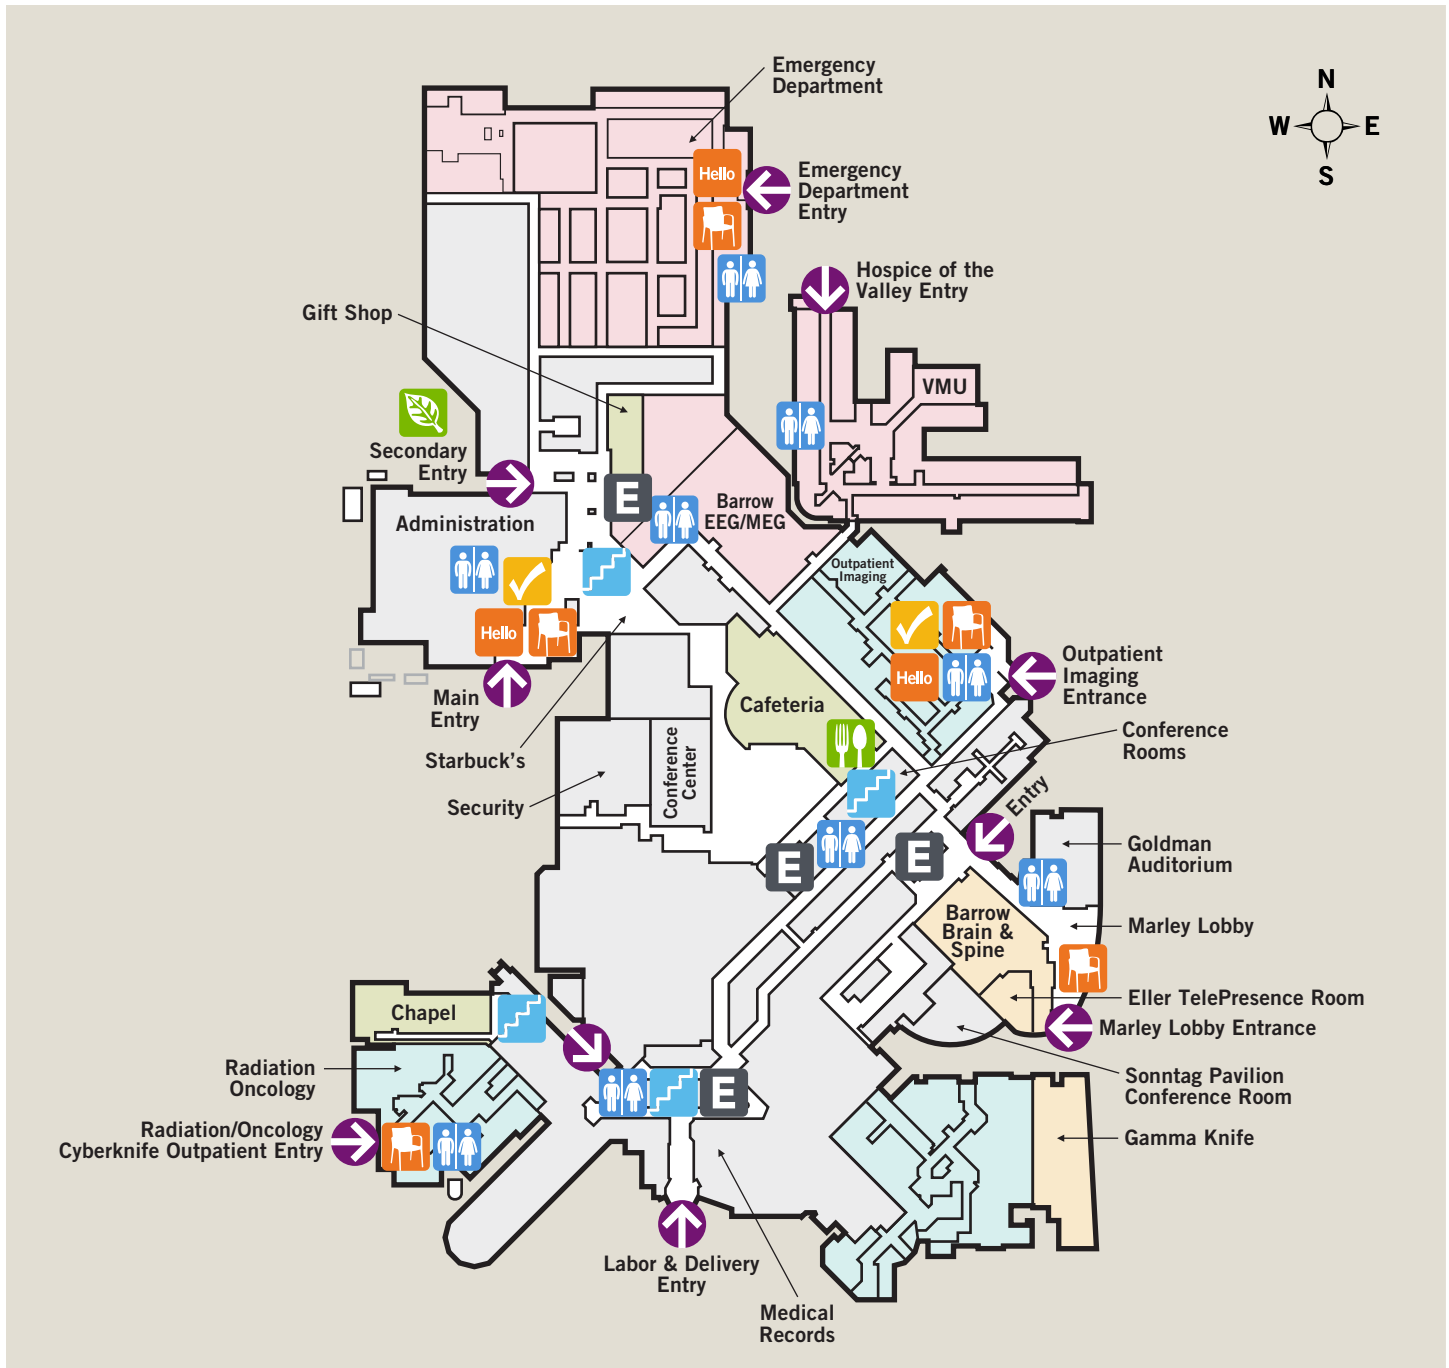 Emergency
Department
N
W E
S
Hello
Emergency
Department
Entry
Hospice of the
Valley Entry
Gift Shop
VMU
Secondary
Entry
E
Barrow
EEG/MEG
Administration
Outpatient
Imaging
Hello
Hello
Outpatient
Imaging
Entrance
Main
Entry
Cafeteria
Conference
Rooms
Starbuck's
Conference
Center
Security
Entry
E
E
Goldman
Auditorium
Barrow
Brain &
Spine
Marley Lobby
Eller TelePresence Room
Marley Lobby Entrance
Chapel
Radiation
Oncology
Sonntag Pavilion
Conference Room
E
Radiation/Oncology
Cyberknife Outpatient Entry
Gamma Knife
Labor & Delivery
Entry
Medical
Records